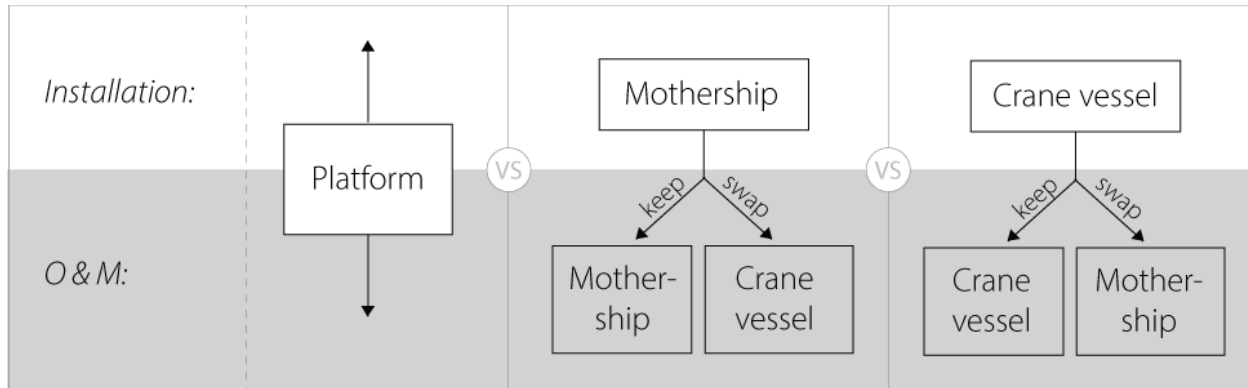 Installation:
Platform
VS
Mothership
keep
swap
Mother-
ship
Crane
vessel
VS
Crane vessel
keep
swap
Crane
vessel
Mother-
ship
O & M: